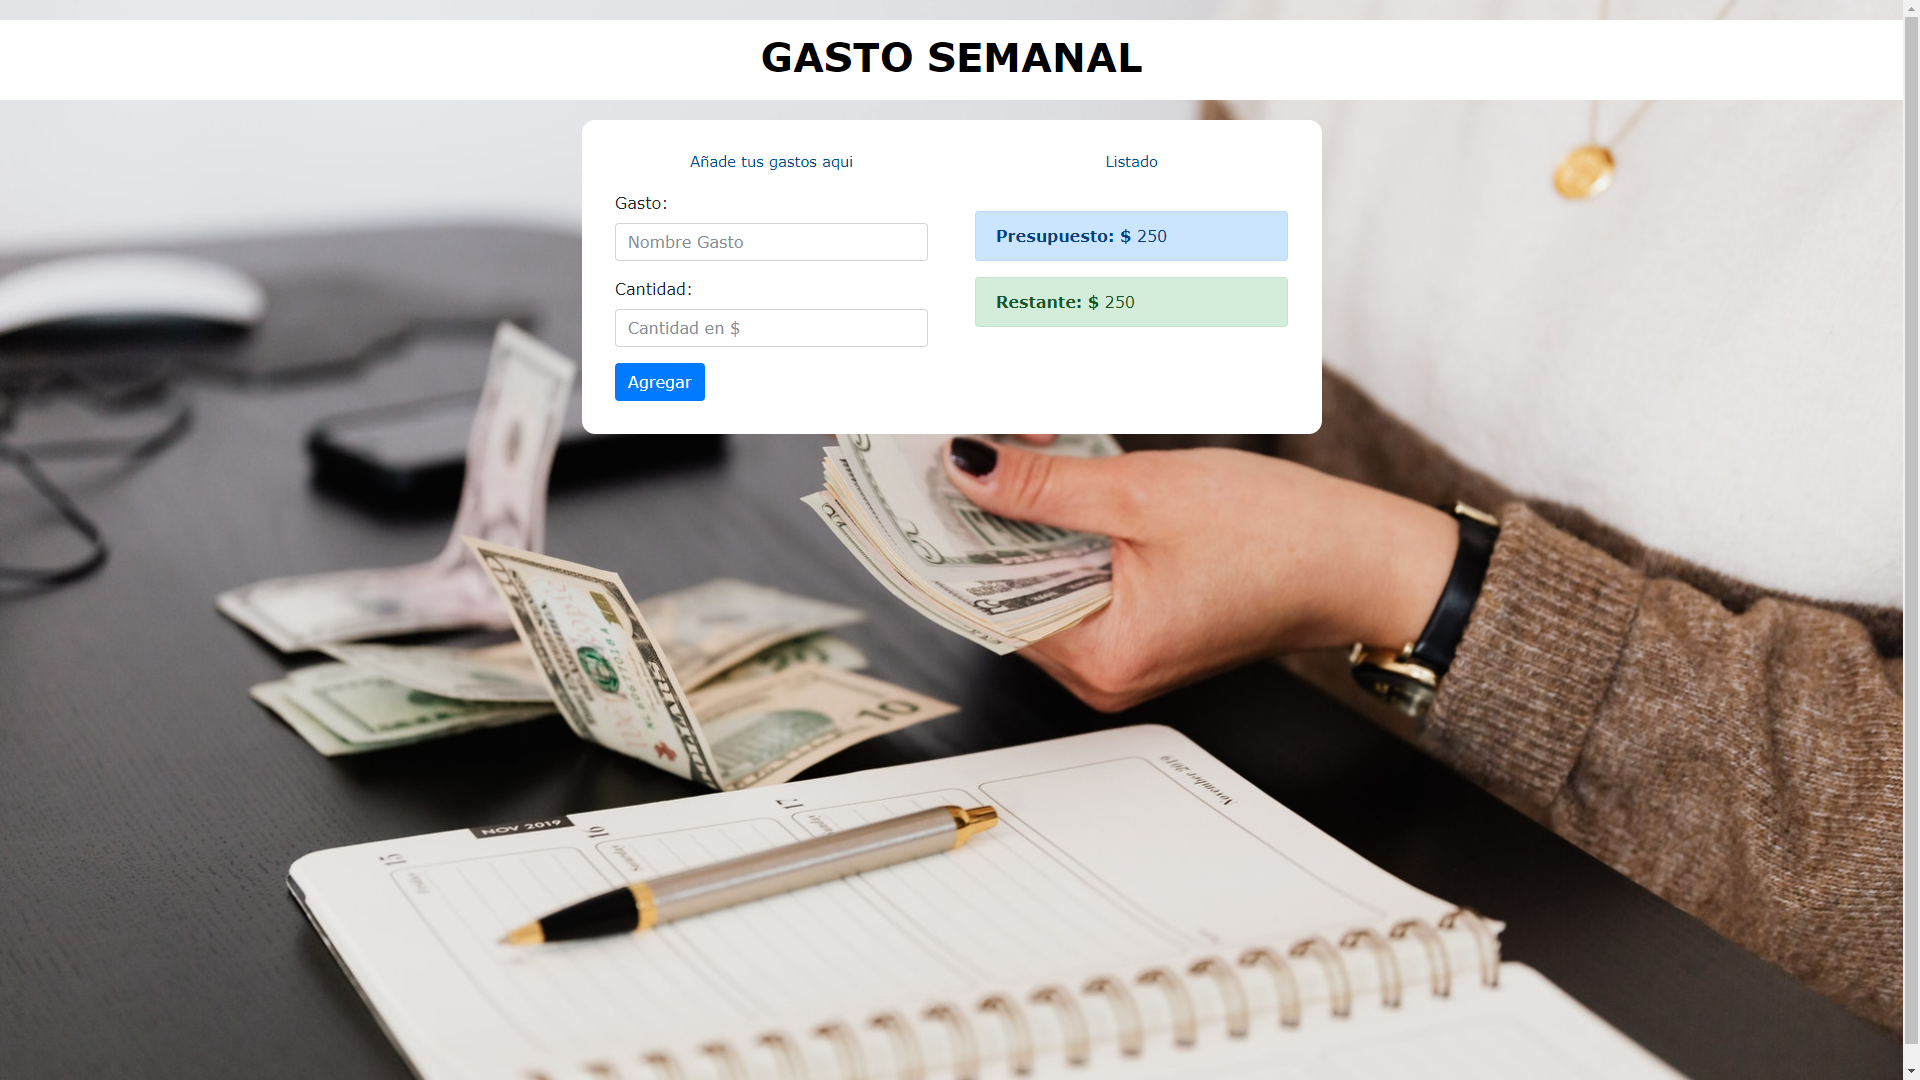 GASTO SEMANAL
Añade tus gastos aqui
Gasto:
Nombre Gasto
Cantidad:
Cantidad en $
Agregar
Listado
Presupuesto: $ 250
Restante: $ 250
10
NOV 2019
November 2019
15
16
17